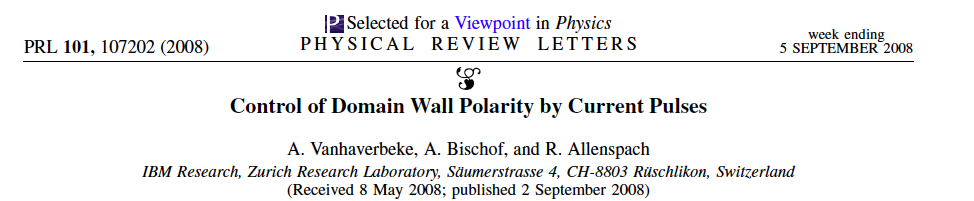 P Selected for a Viewpoint in Physics
PRL 101, 107202 (2008)
PHYSICAL REVIEW LETTERS
week ending
5 SEPTEMBER 2008
Control of Domain Wall Polarity by Current Pulses
A. Vanhaverbeke, A. Bischof, and R. Allenspach
IBM Research, Zurich Research Laboratory, Säumerstrasse 4, CH-8803 Rüschlikon, Switzerland
(Received 8 May 2008; published 2 September 2008)